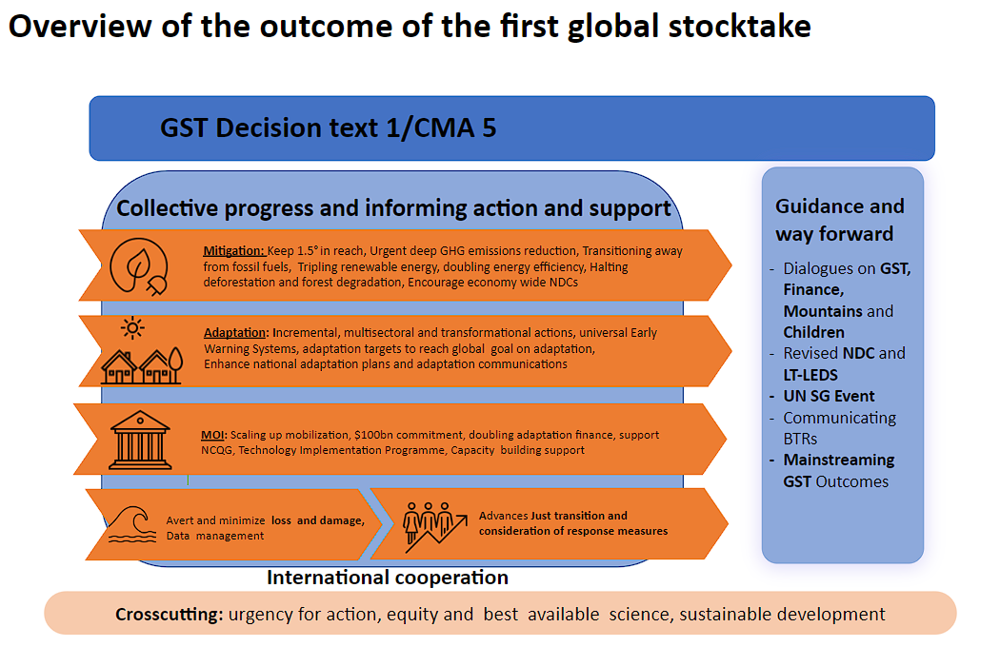 Overview of the outcome of the first global stocktake
GST Decision text 1/CMA 5
Collective progress and informing action and support
Mitigation: Keep 1.5° in reach, Urgent deep GHG emissions reduction, Transitioning away
from fossil fuels, Tripling renewable energy, doubling energy efficiency, Halting
deforestation and forest degradation, Encourage economy wide NDCs
Adaptation: Incremental, multisectoral and transformational actions, universal Early
Warning Systems, adaptation targets to reach global goal on adaptation,
Enhance national adaptation plans and adaptation communications
MOI: Scaling up mobilization, $100bn commitment, doubling adaptation finance, support
NCQG, Technology Implementation Programme, Capacity building support
Avert and minimize loss and damage,
Data management
Advances Just transition and
consideration of response measures
International cooperation
Guidance and
way forward
- Dialogues on GST,
Finance,
Mountains and
Children
- Revised NDC and
LT-LEDS
- UN SG Event
- Communicating
BTRs
- Mainstreaming
GST Outcomes
Crosscutting: urgency for action, equity and best available science, sustainable development